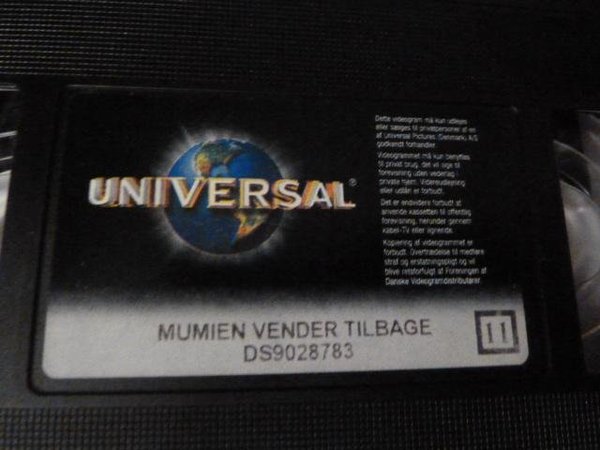 UNIVERSAL®
Dette videogram må kun udlejes
eller sælges til privatpersoner af en
af Universal Pictures (Denmark) A/S
godkendt forhandler.
Videogrammet må kun benyttes
til privat brug, det vil sige til
forevisning uden vederlag i
private hjem. Videreudlejning
eller udlån er forbudt.
Det er endvidere forbudt at
anvende kassetten til offentlig
forevisning, herunder gennem
kabel-TV eller lignende.
Kopiering af videogrammet er
forbudt. Overtrædelse til medføre
straf og erstatningspligt og vil
blive retsforfulgt af Foreningen af
Danske Videogramdistributører.
MUMIEN VENDER TILBAGE
DS9028783
11